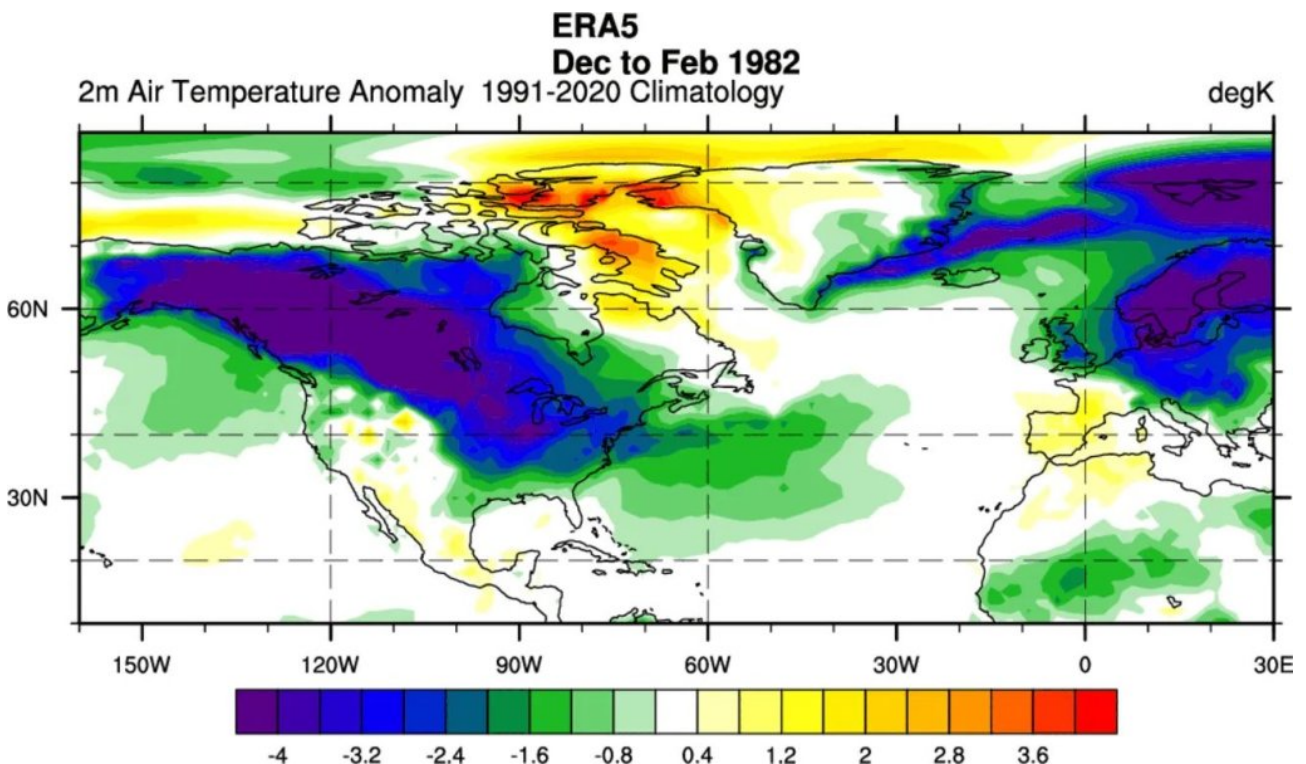 ERA5
Dec to Feb 1982
2m Air Temperature Anomaly 1991-2020 Climatology degK
60N
30N
150W 120W 90W 60W 30W 0 30E
-4 -3.2 -2.4 -1.6 -0.8 0.4 1.2 2 2.8 3.6